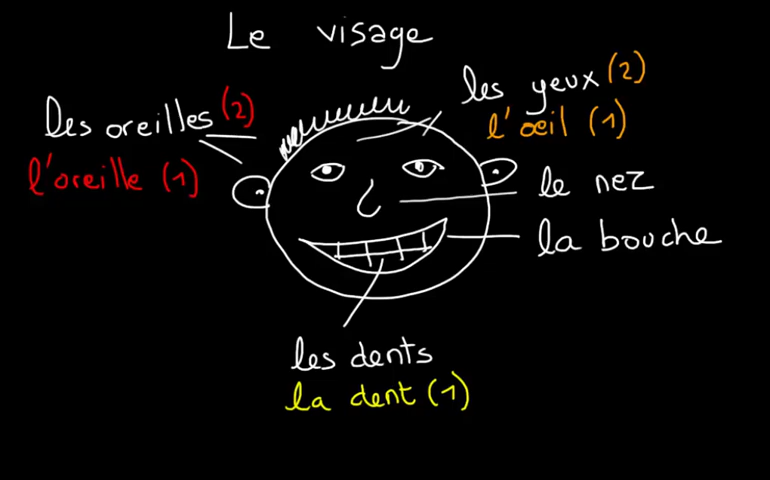 Le visage
les yeux (2)
l'œil (1)
les oreilles (2)
l'oreille (1)
le nez
la bouche
les dents
la dent (1)